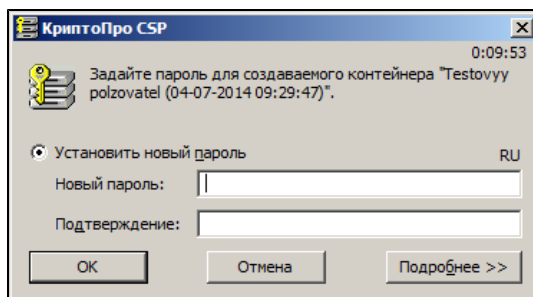 КриптоПро CSP
0:09:53
Задайте пароль для создаваемого контейнера "Testovyy
polzovatel (04-07-2014 09:29:47)".
Установить новый пароль
RU
Новый пароль:
Подтверждение:
OK
Отмена
Подробнее >>